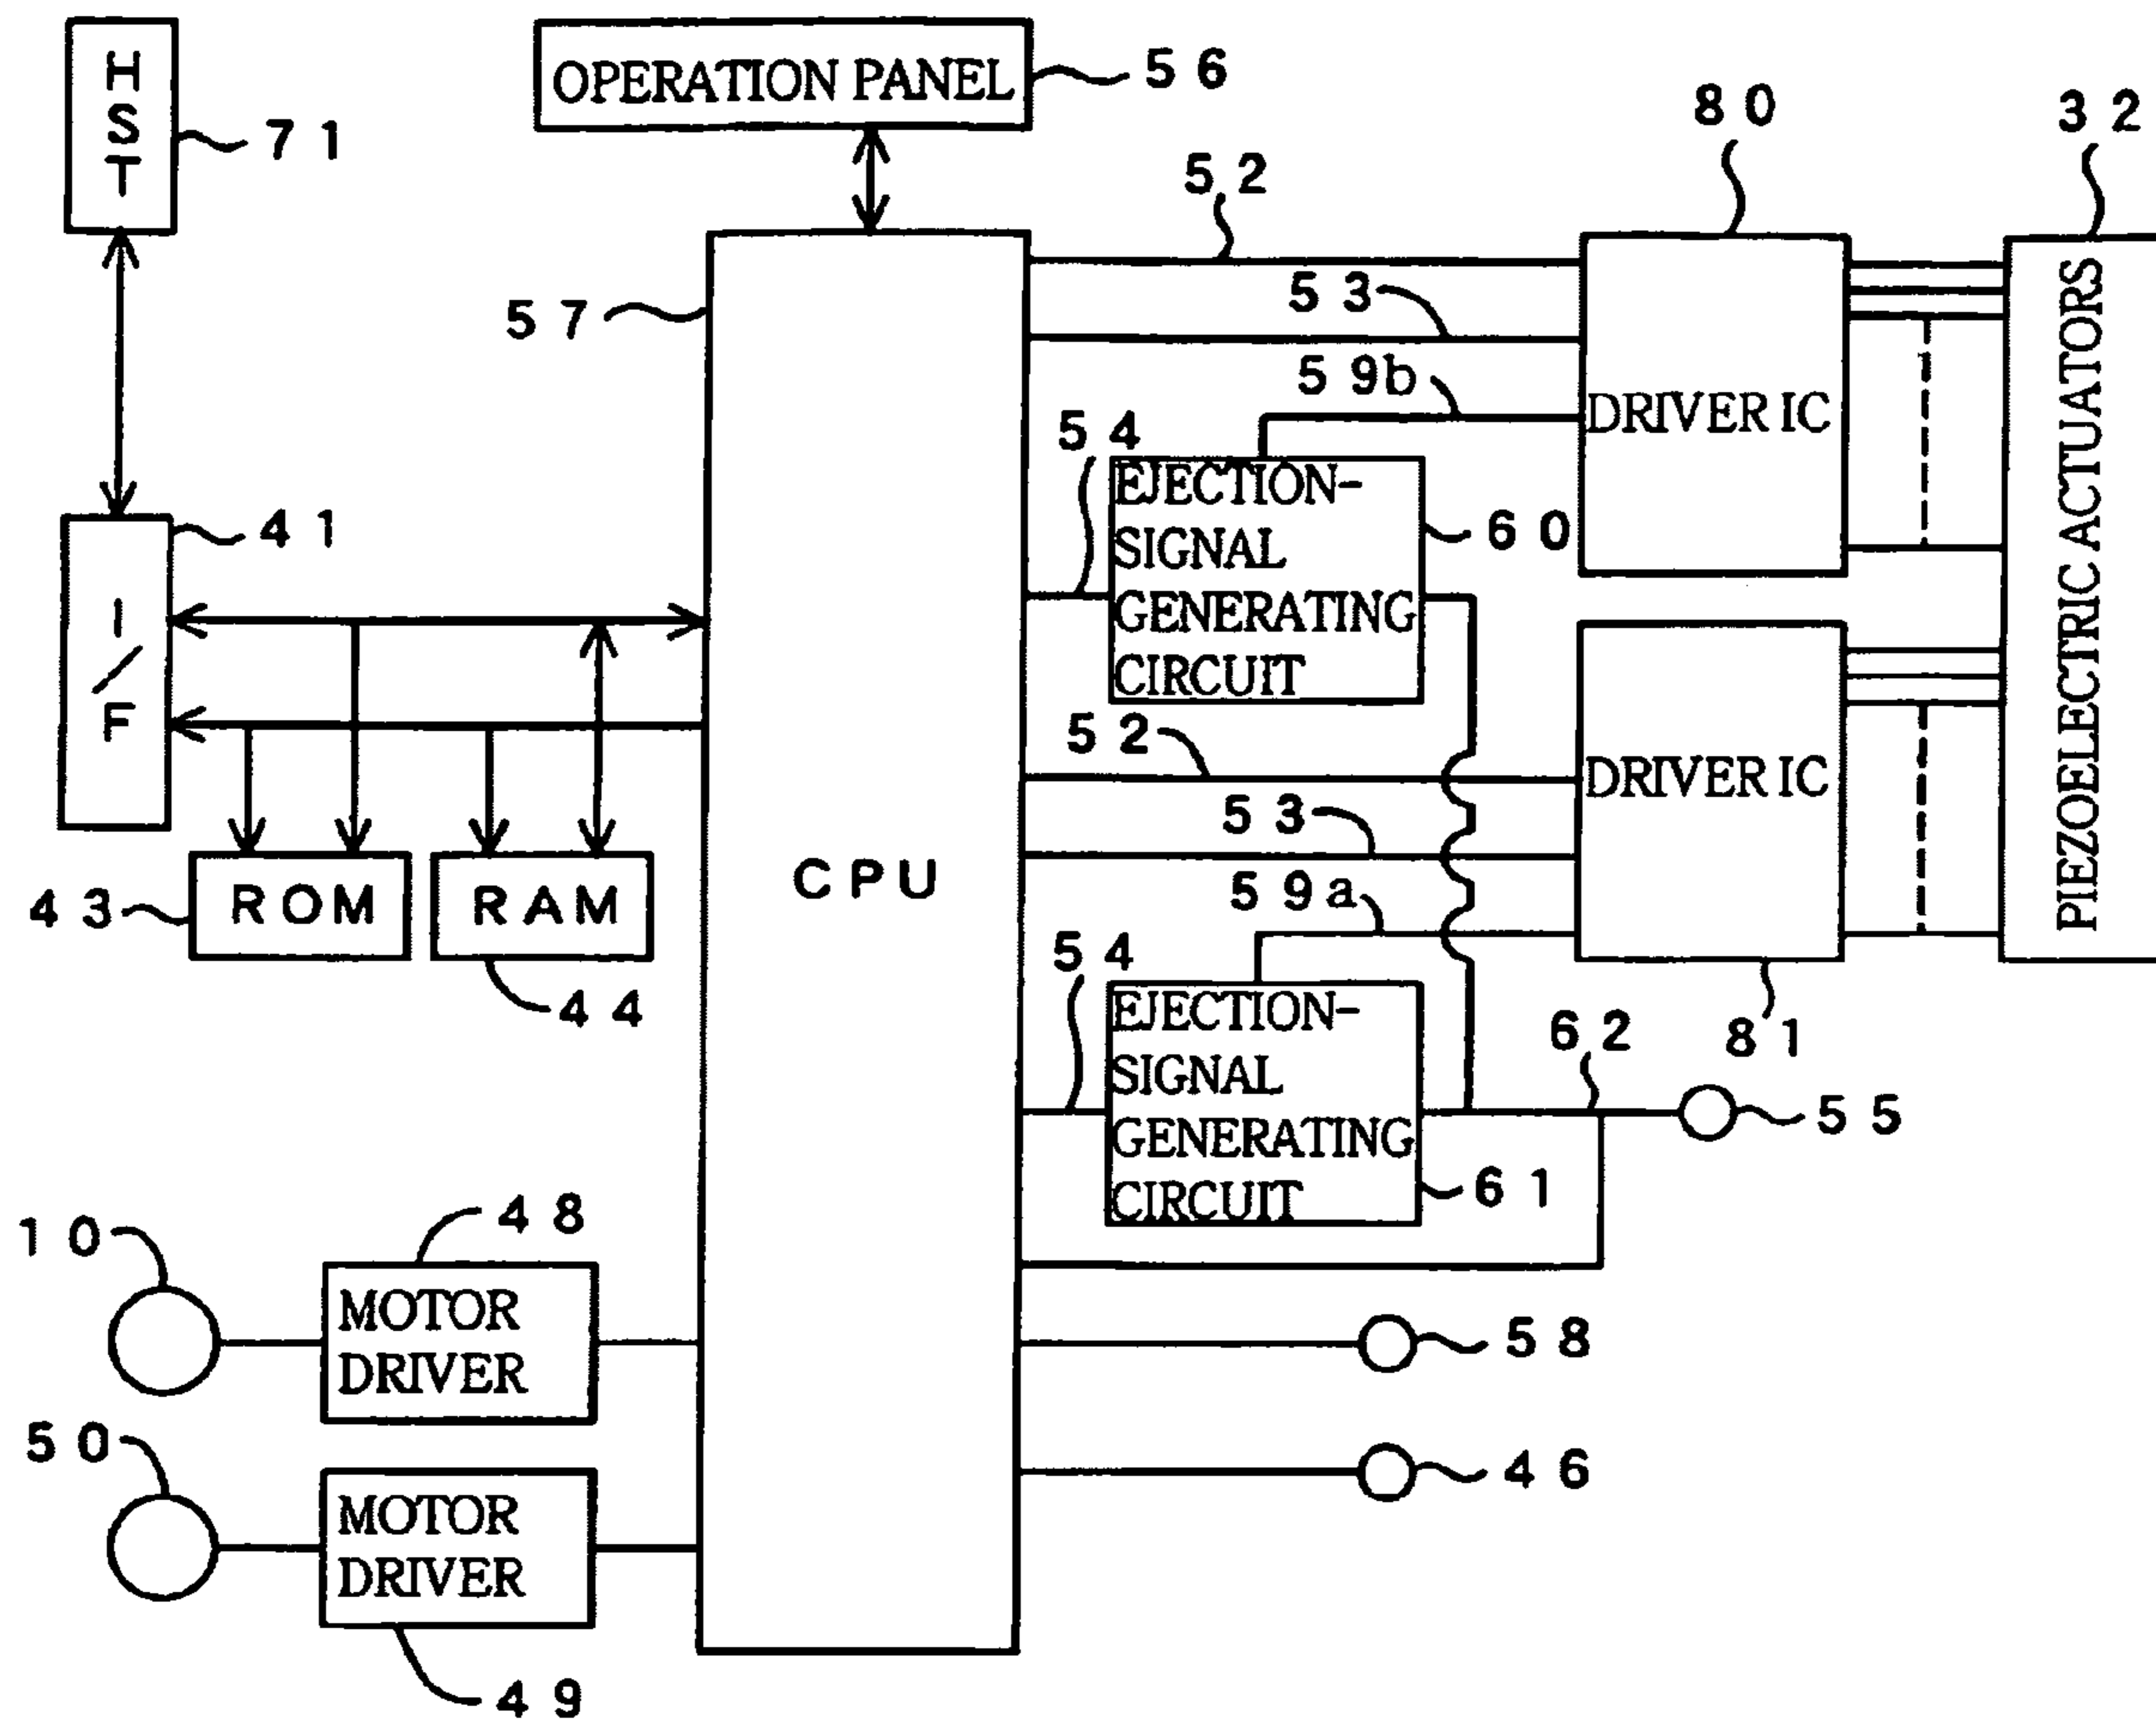 HST
71
OPERATION PANEL
56
80
32
52
57
53
59b
54
DRIVER IC
EJECTION-
SIGNAL
GENERATING
CIRCUIT
60
PIEZOELECTRIC ACTUATORS
41
I/F
52
DRIVER IC
53
CPU
59a
43
ROM
RAM
44
54
EJECTION-
SIGNAL
GENERATING
CIRCUIT
61
62
81
55
10
48
MOTOR
DRIVER
58
50
46
MOTOR
DRIVER
49